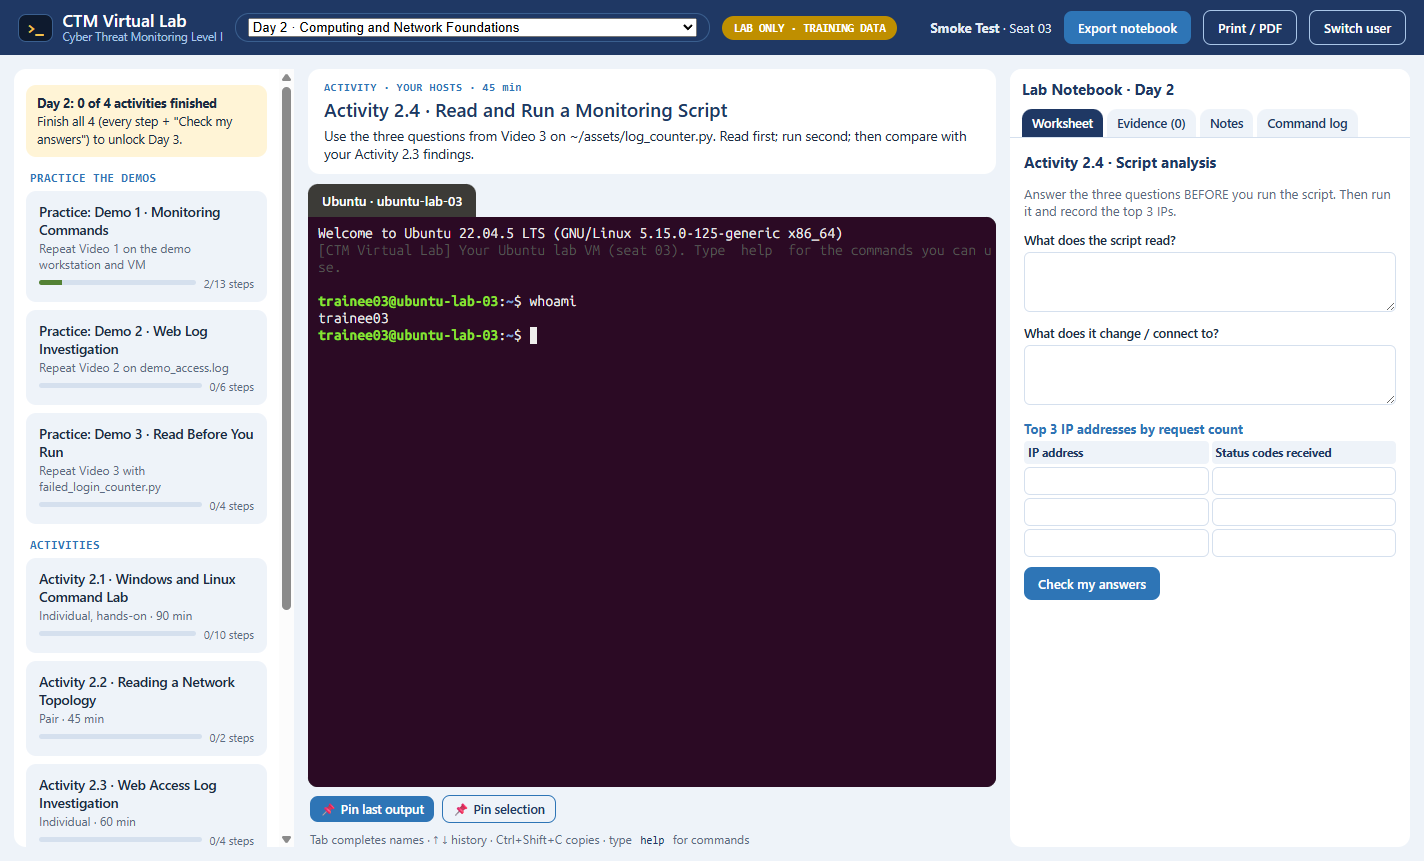 >_
CTM Virtual Lab
Cyber Threat Monitoring Level I
Day 2 · Computing and Network Foundations
LAB ONLY · TRAINING DATA
Smoke Test · Seat 03
Export notebook
Print / PDF
Switch user
Day 2: 0 of 4 activities finished
Finish all 4 (every step + "Check my
answers") to unlock Day 3.
PRACTICE THE DEMOS
Practice: Demo 1 · Monitoring
Commands
Repeat Video 1 on the demo
workstation and VM
2/13 steps
Practice: Demo 2 · Web Log
Investigation
Repeat Video 2 on demo_access.log
0/6 steps
Practice: Demo 3 · Read Before You
Run
Repeat Video 3 with
failed_login_counter.py
0/4 steps
ACTIVITIES
Activity 2.1 · Windows and Linux
Command Lab
Individual, hands-on · 90 min
0/10 steps
Activity 2.2 · Reading a Network
Topology
Pair · 45 min
0/2 steps
Activity 2.3 · Web Access Log
Investigation
Individual · 60 min
0/4 steps
ACTIVITY · YOUR HOSTS · 45 min
Activity 2.4 · Read and Run a Monitoring Script
Use the three questions from Video 3 on ~/assets/log_counter.py. Read first; run second; then compare with
your Activity 2.3 findings.
Ubuntu · ubuntu-lab-03
Welcome to Ubuntu 22.04.5 LTS (GNU/Linux 5.15.0-125-generic x86_64)
[CTM Virtual Lab] Your Ubuntu lab VM (seat 03). Type  help  for the commands you can u
se.
trainee03@ubuntu-lab-03:~$ whoami
trainee03
trainee03@ubuntu-lab-03:~$
Pin last output
Pin selection
Tab completes names · ↑ ↓ history · Ctrl+Shift+C copies · type help for commands
Lab Notebook · Day 2
Worksheet
Evidence (0)
Notes
Command log
Activity 2.4 · Script analysis
Answer the three questions BEFORE you run the script. Then run
it and record the top 3 IPs.
What does the script read?
What does it change / connect to?
Top 3 IP addresses by request count
IP address
Status codes received
Check my answers